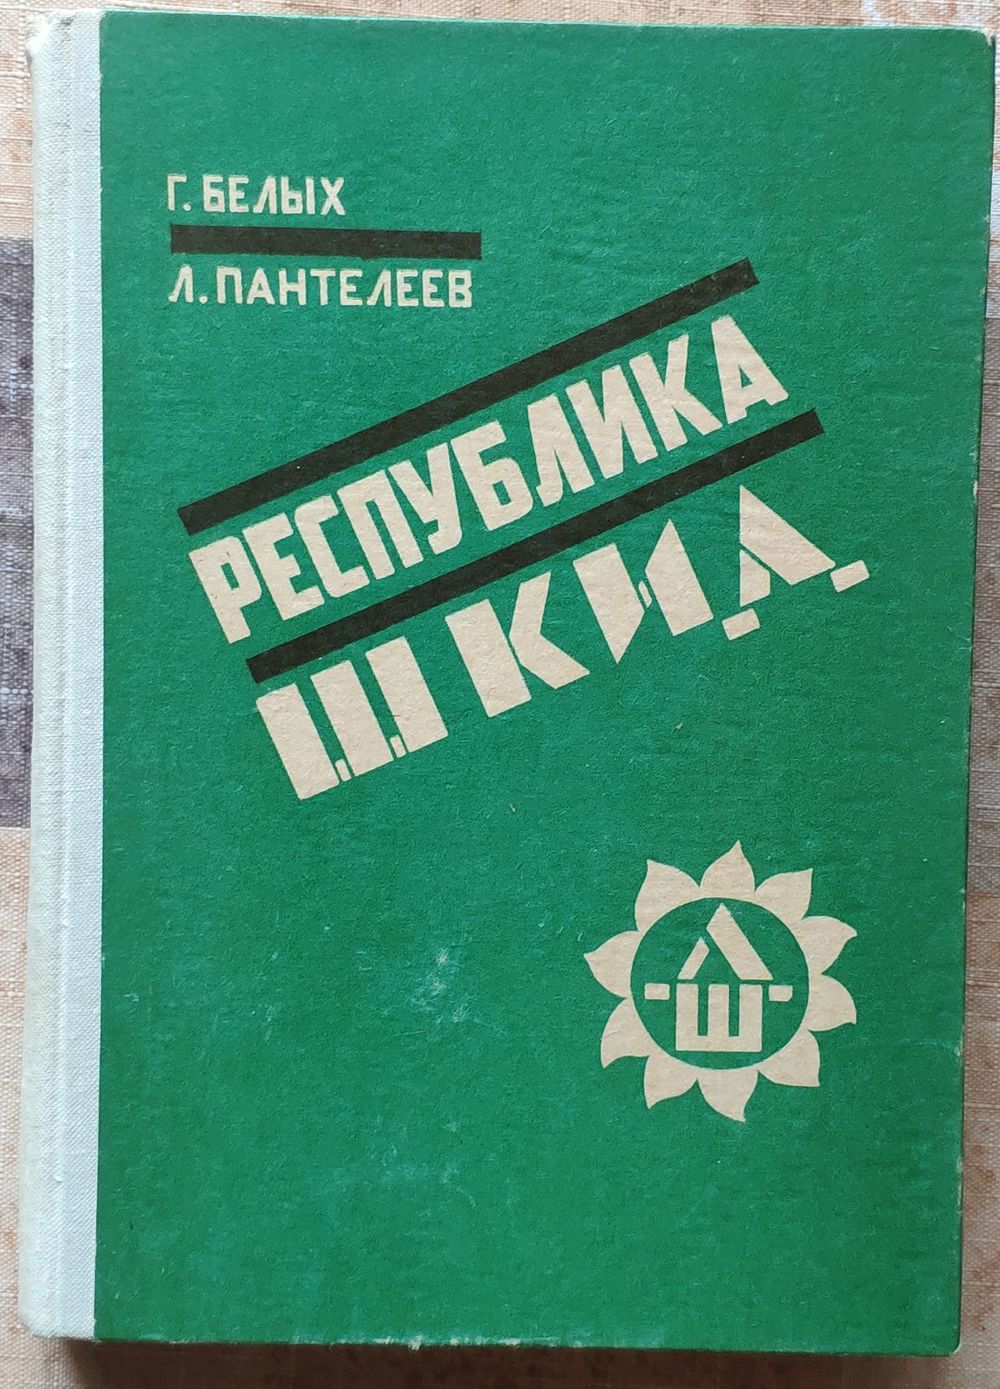 Г. БЕЛЫХ
Л. ПАНТЕЛЕЕВ
РЕСПУБЛИКА
ШКИД
Ш